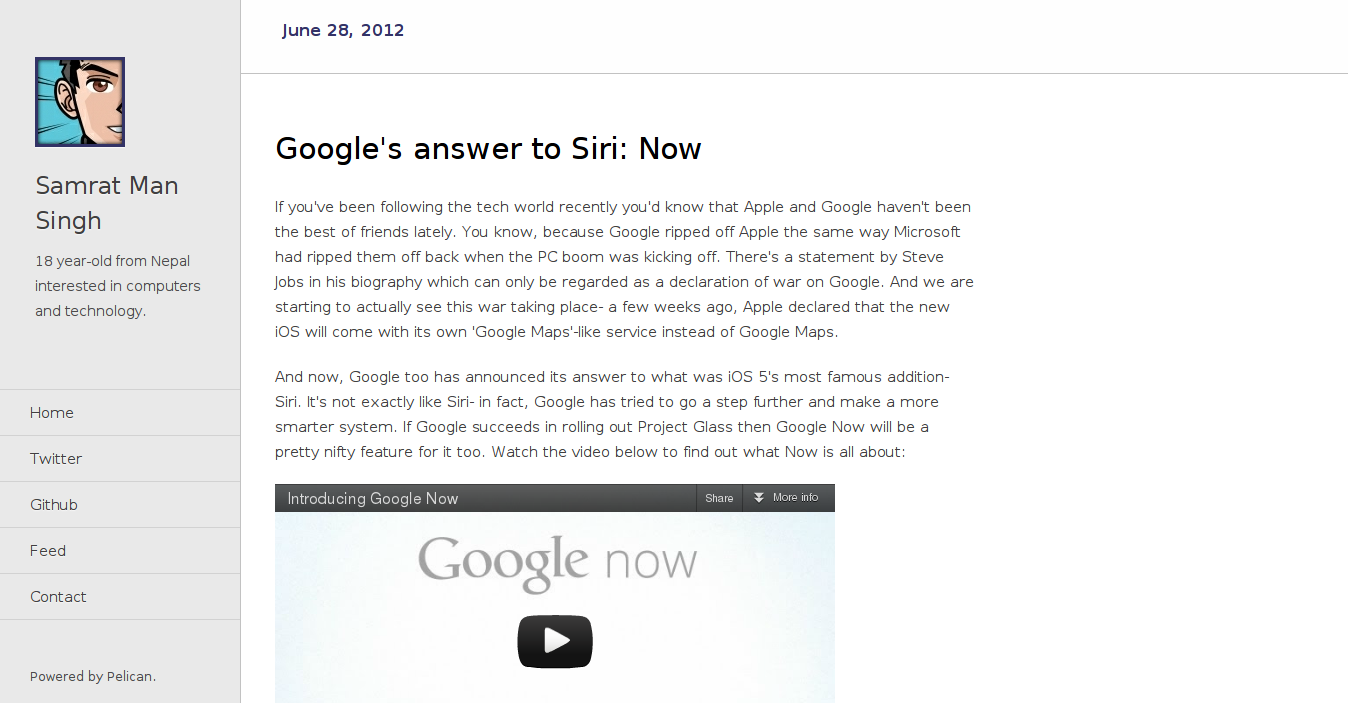 June 28, 2012
Samrat Man
Singh
18 year-old from Nepal
interested in computers
and technology.
Home
Twitter
Github
Feed
Contact
Powered by Pelican.
Google's answer to Siri: Now
If you've been following the tech world recently you'd know that Apple and Google haven't been
the best of friends lately. You know, because Google ripped off Apple the same way Microsoft
had ripped them off back when the PC boom was kicking off. There's a statement by Steve
Jobs in his biography which can only be regarded as a declaration of war on Google. And we are
starting to actually see this war taking place- a few weeks ago, Apple declared that the new
iOS will come with its own 'Google Maps'-like service instead of Google Maps.
And now, Google too has announced its answer to what was iOS 5's most famous addition-
Siri. It's not exactly like Siri- in fact, Google has tried to go a step further and make a more
smarter system. If Google succeeds in rolling out Project Glass then Google Now will be a
pretty nifty feature for it too. Watch the video below to find out what Now is all about:
Introducing Google Now
Share
More info
Google now